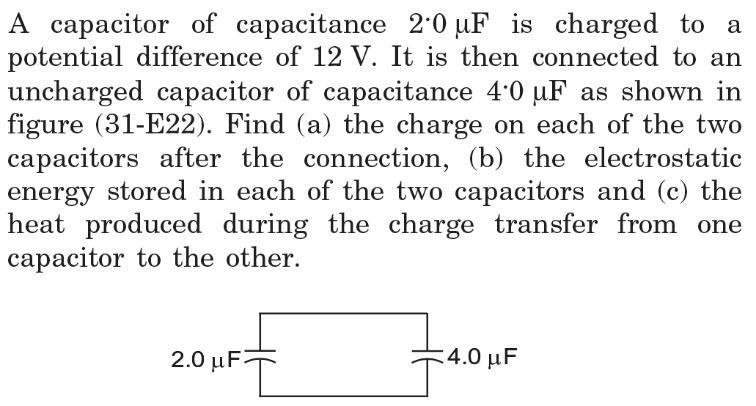 A capacitor of capacitance 2·0 μF is charged to a
potential difference of 12 V. It is then connected to an
uncharged capacitor of capacitance 4·0 μF as shown in
figure (31-E22). Find (a) the charge on each of the two
capacitors after the connection, (b) the electrostatic
energy stored in each of the two capacitors and (c) the
heat produced during the charge transfer from one
capacitor to the other.
2.0 μF
4.0 μF